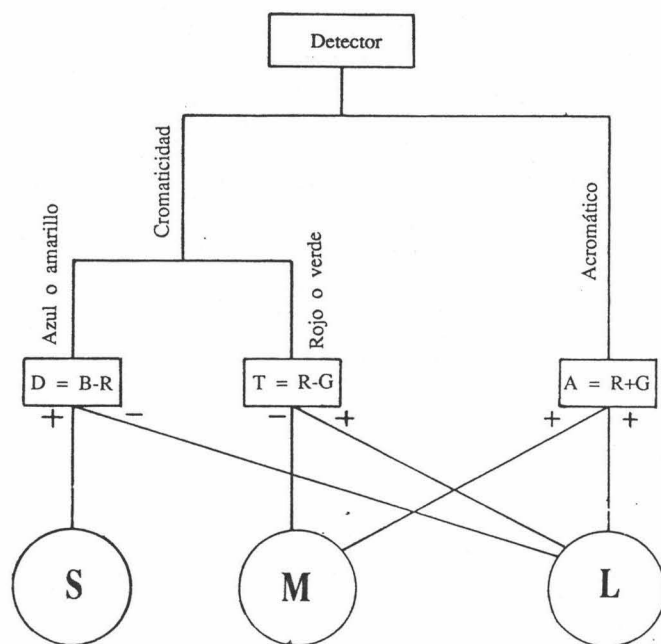 Detector
Cromaticidad
Azul o amarillo
Rojo o verde
Acromático
D = B-R
T = R-G
A = R+G
+ −
− +
+ +
S
M
L